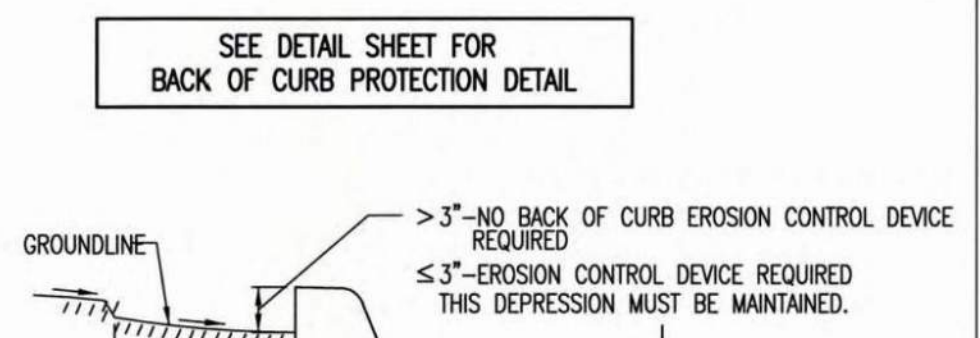 SEE DETAIL SHEET FOR
BACK OF CURB PROTECTION DETAIL
>3"-NO BACK OF CURB EROSION CONTROL DEVICE
REQUIRED
GROUNDLINE
≤3"-EROSION CONTROL DEVICE REQUIRED
THIS DEPRESSION MUST BE MAINTAINED.